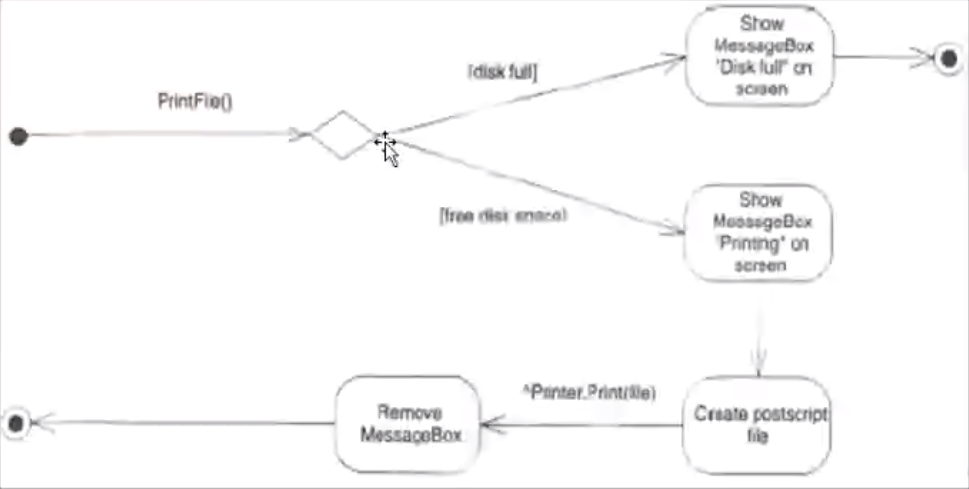 Show
MessageBox
"Disk full" on
screen
[disk full]
PrintFile()
[free disk space]
Show
MessageBox
"Printing" on
screen
^Printer.Print(file)
Remove
MessageBox
Create postscript
file